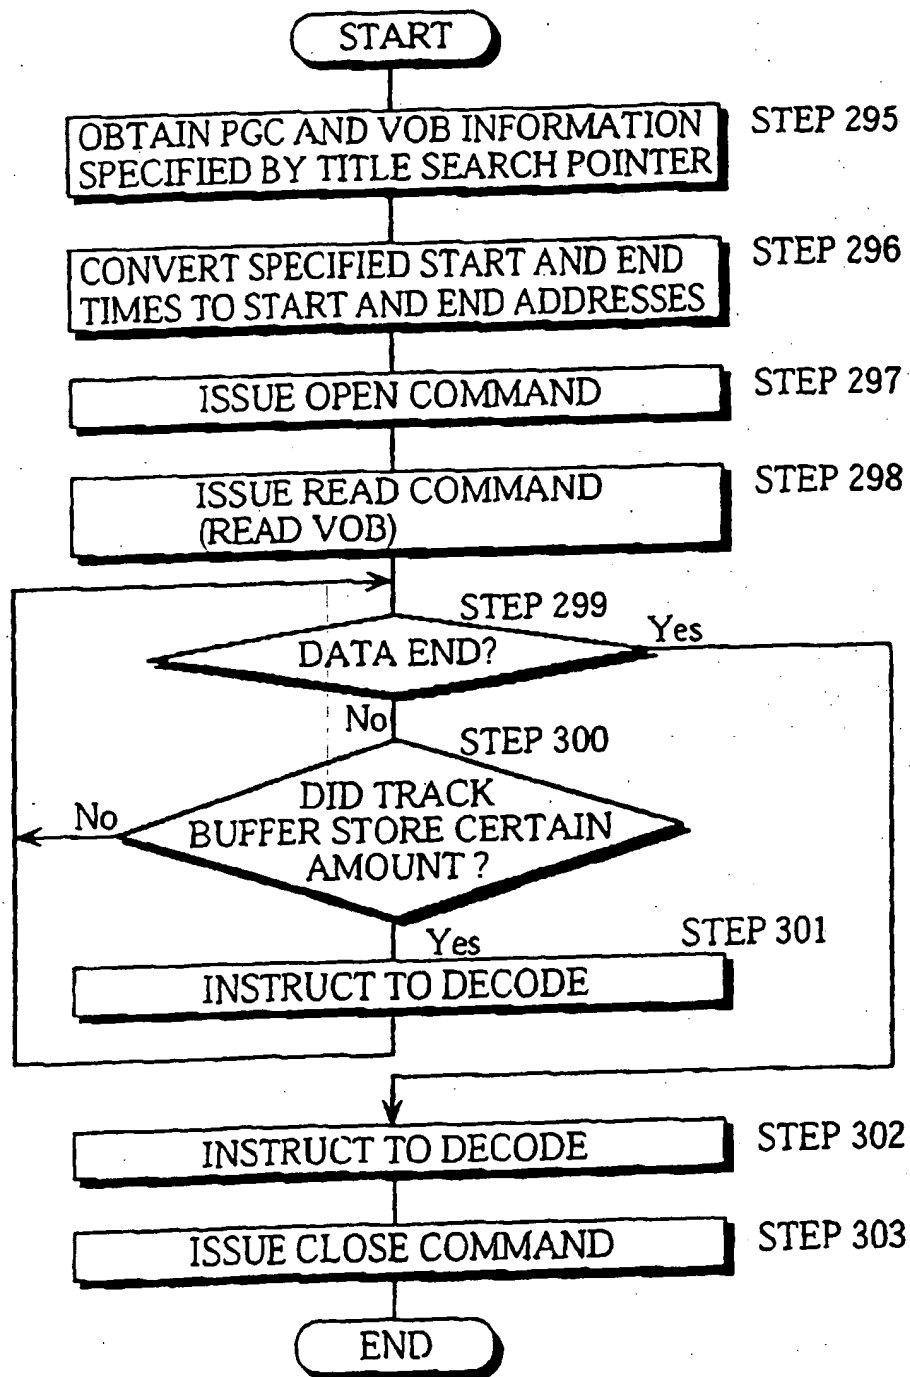 START
OBTAIN PGC AND VOB INFORMATION
SPECIFIED BY TITLE SEARCH POINTER
STEP 295
CONVERT SPECIFIED START AND END
TIMES TO START AND END ADDRESSES
STEP 296
ISSUE OPEN COMMAND
STEP 297
ISSUE READ COMMAND
(READ VOB)
STEP 298
STEP 299
DATA END?
Yes
No
STEP 300
DID TRACK
BUFFER STORE CERTAIN
AMOUNT ?
No
Yes
STEP 301
INSTRUCT TO DECODE
INSTRUCT TO DECODE
STEP 302
ISSUE CLOSE COMMAND
STEP 303
END